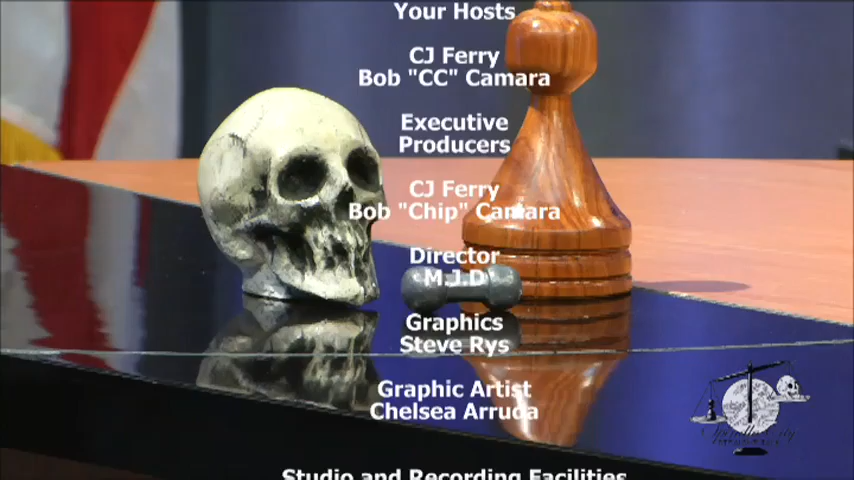 Your Hosts
CJ Ferry
Bob "CC" Camara
Executive
Producers
CJ Ferry
Bob "Chip" Camara
Director
M.J.D
Graphics
Steve Rys
Graphic Artist
Chelsea Arruda
Studio and Recording Facilities